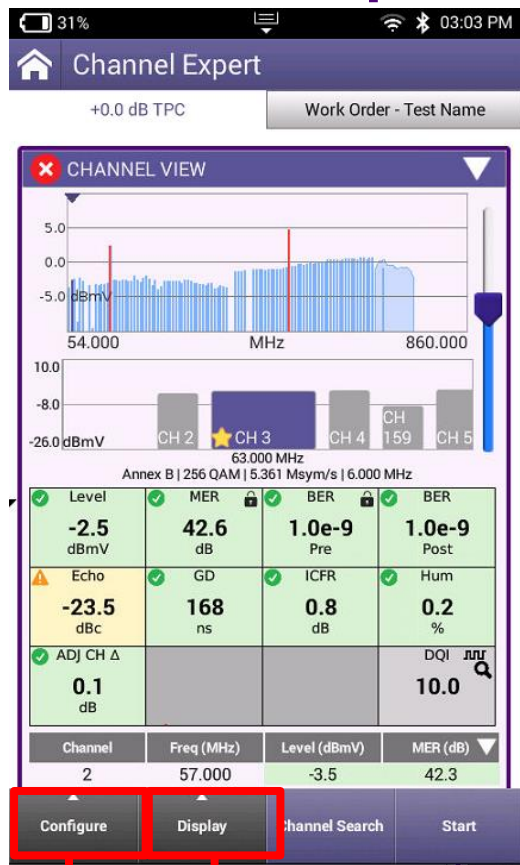 31%
03:03 PM
Channel Expert
+0.0 dB TPC
Work Order - Test Name
CHANNEL VIEW
5.0
0.0
-5.0 dBmV
54.000 MHz 860.000
10.0
-8.0
-26.0 dBmV
CH 2 CH 3 CH 4 CH 159 CH 5
63.000 MHz
Annex B | 256 QAM | 5.361 Msym/s | 6.000 MHz
Level MER BER BER
-2.5 42.6 1.0e-9 1.0e-9
dBmV dB Pre Post
Echo GD ICFR Hum
-23.5 168 0.8 0.2
dBc ns dB %
ADJ CH Δ DQI
0.1 10.0
dB
Channel Freq (MHz) Level (dBmV) MER (dB)
2 57.000 -3.5 42.3
Configure Display Channel Search Start